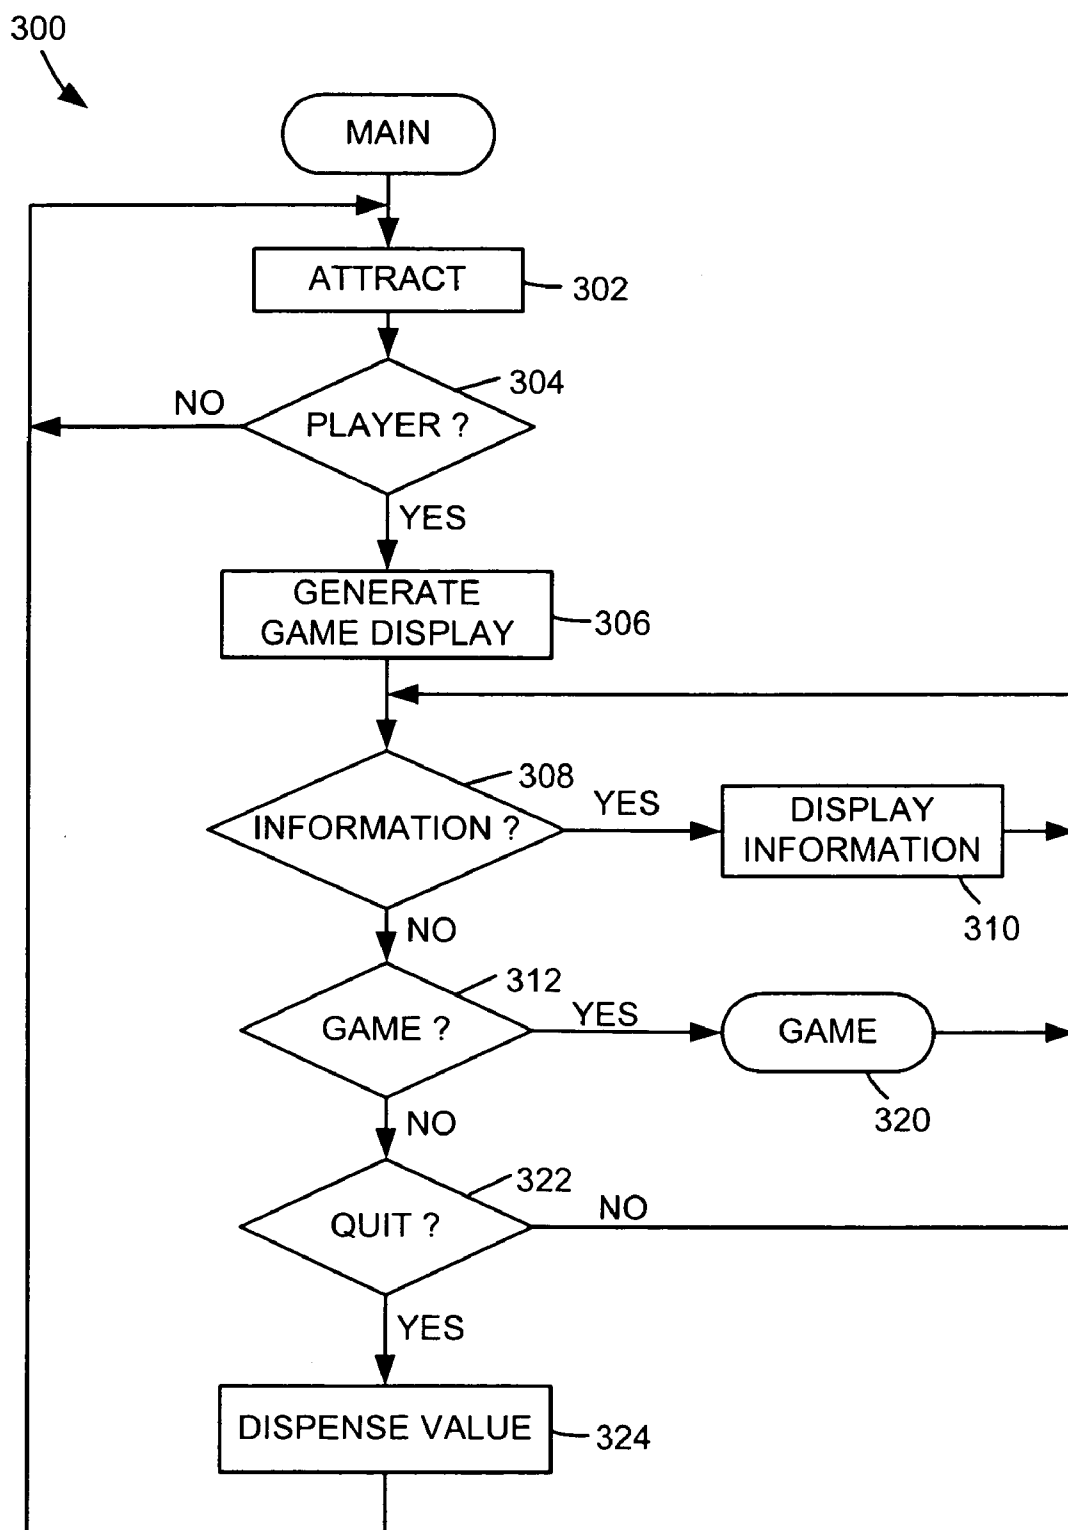 300
MAIN
ATTRACT
302
304
NO
PLAYER ?
YES
GENERATE
GAME DISPLAY
306
308
INFORMATION ?
YES
DISPLAY
INFORMATION
310
NO
312
GAME ?
YES
GAME
320
NO
322
QUIT ?
NO
YES
DISPENSE VALUE
324